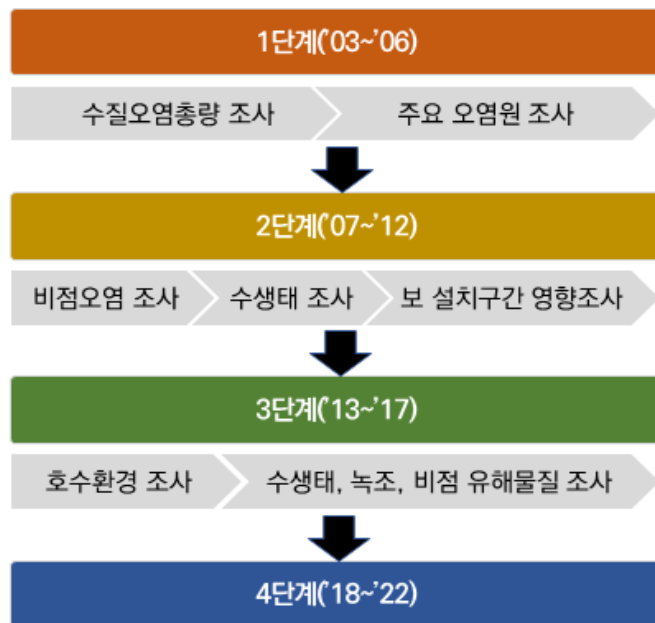 1단계('03~'06)
수질오염총량 조사 주요 오염원 조사
2단계('07~'12)
비점오염 조사 수생태 조사 보 설치구간 영향조사
3단계('13~'17)
호수환경 조사 수생태, 녹조, 비점 유해물질 조사
4단계('18~'22)